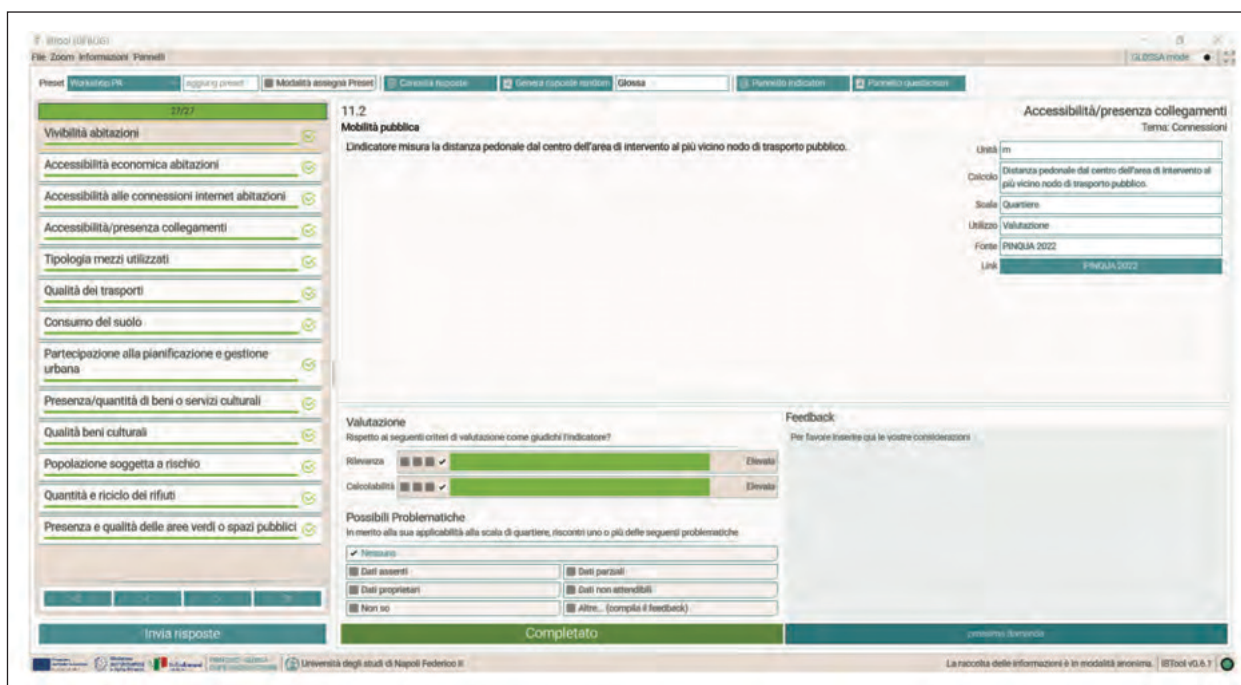 File Zoom Informazioni Pannelli
GLOSSA mode
Preset Workshop PR aggiungi preset Modalità assegna Preset Cancella risposte Genera risposte random Glossa Pannello indicatori Pannello questionari
27/27
Vivibilità abitazioni
Accessibilità economica abitazioni
Accessibilità alle connessioni internet abitazioni
Accessibilità/presenza collegamenti
Tipologia mezzi utilizzati
Qualità dei trasporti
Consumo del suolo
Partecipazione alla pianificazione e gestione
urbana
Presenza/quantità di beni o servizi culturali
Qualità beni culturali
Popolazione soggetta a rischio
Quantità e riciclo dei rifiuti
Presenza e qualità delle aree verdi o spazi pubblici
Invia risposte
11.2
Mobilità pubblica
L'indicatore misura la distanza pedonale dal centro dell'area di intervento al più vicino nodo di trasporto pubblico.
Accessibilità/presenza collegamenti
Tema: Connessioni
Unità m
Calcolo Distanza pedonale dal centro dell'area di intervento al
più vicino nodo di trasporto pubblico.
Scala Quartiere
Utilizzo Valutazione
Fonte PINQUA 2022
Link PINQUA 2022
Valutazione
Rispetto ai seguenti criteri di valutazione come giudichi l'indicatore?
Rilevanza Elevata
Calcolabilità Elevata
Possibili Problematiche
In merito alla sua applicabilità alla scala di quartiere, riscontri uno o più delle seguenti problematiche
Nessuno
Dati assenti Dati parziali
Dati proprietari Dati non attendibili
Non so Altre... (compila il feedback)
Feedback
Per favore inserire qui le vostre considerazioni
Completato
prossima domanda
Università degli studi di Napoli Federico II
La raccolta delle informazioni è in modalità anonima. IBTool v0.6.1